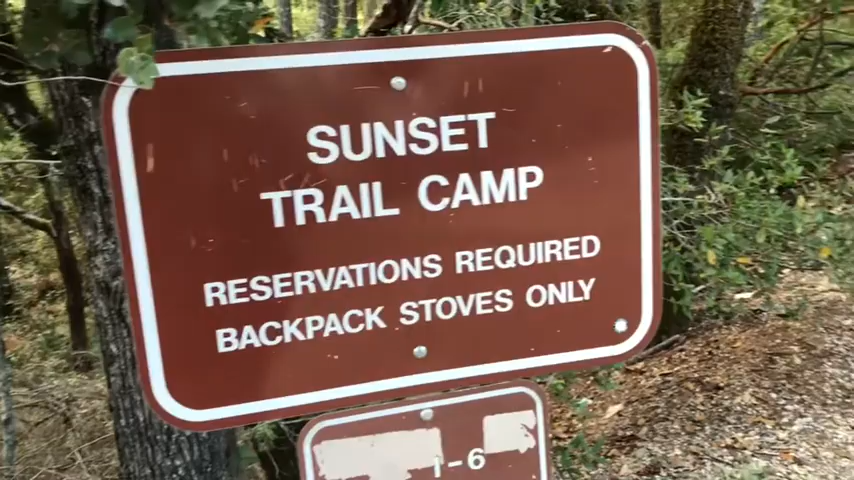 SUNSET
TRAIL CAMP
RESERVATIONS REQUIRED
BACKPACK STOVES ONLY
1-6